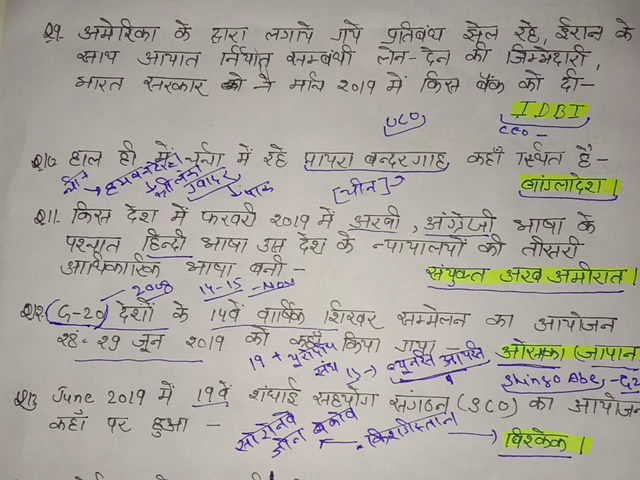 Q9. अमेरिका के द्वारा लगाये गये प्रतिबंध झेल रहे, ईरान के
साथ आयात निर्यात सम्बंधी लेन-देन की जिम्मेदारी,
भारत सरकार ने मार्च 2019 में किस बैंक को दी-
UCO IDBI
CEO -
Q10. हाल ही में चर्चा में रहे पायरा बन्दरगाह कहाँ स्थित है-
श्रीलंका ग्वादर पाक [चीन] बांग्लादेश।
Q11. किस देश में फरवरी 2019 में अरबी, अंग्रेजी भाषा के
पश्चात हिन्दी भाषा उस देश के न्यायालयों की तीसरी
आधिकारिक भाषा बनी - संयुक्त अरब अमीरात।
2008 14-15 - Nov
Q12 (G-20) देशों के 14वें वार्षिक शिखर सम्मेलन का आयोजन
28-29 जून 2019 को कहाँ किया गया- ओसाका (जापान
19 + यूरोपीय संघ Shinzo Abe,
Q13 June 2019 में 19वें शंघाई सहयोग संगठन (SCO) का आयोजन
कहाँ पर हुआ - किर्गिस्तान → बिश्केक।